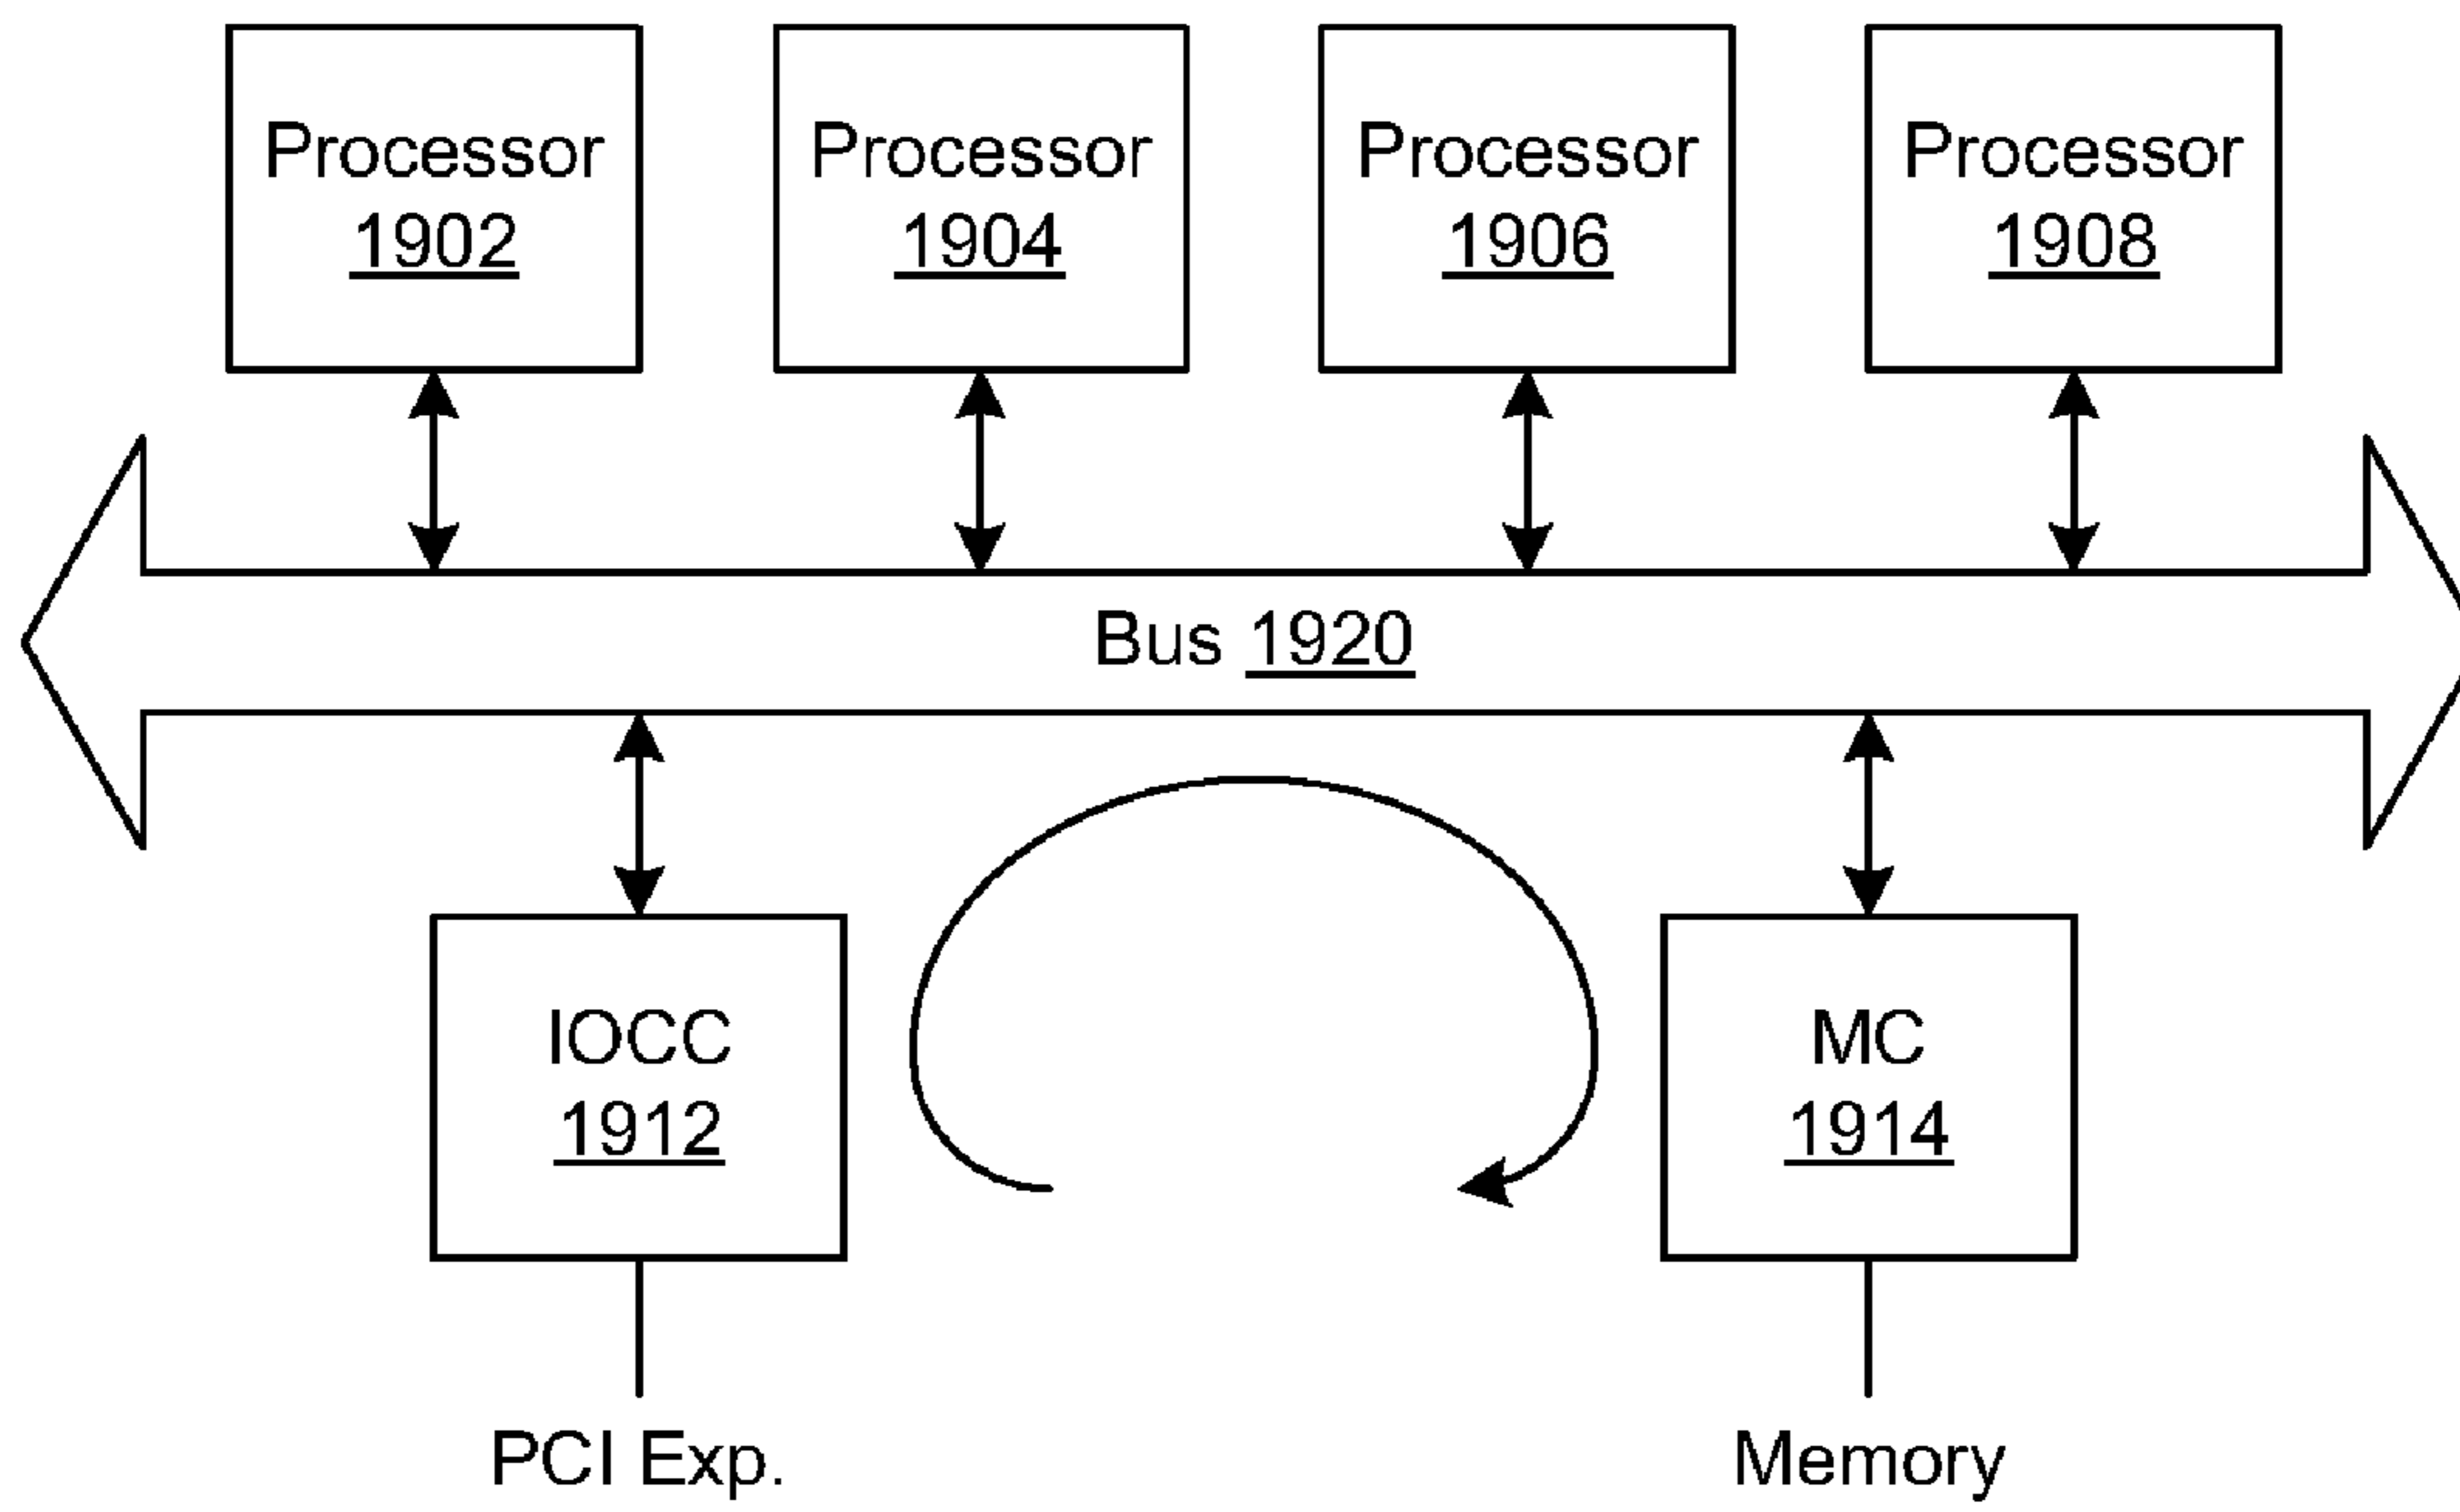 Processor
1902
Processor
1904
Processor
1906
Processor
1908
Bus 1920
IOCC
1912
MC
1914
PCI Exp.
Memory